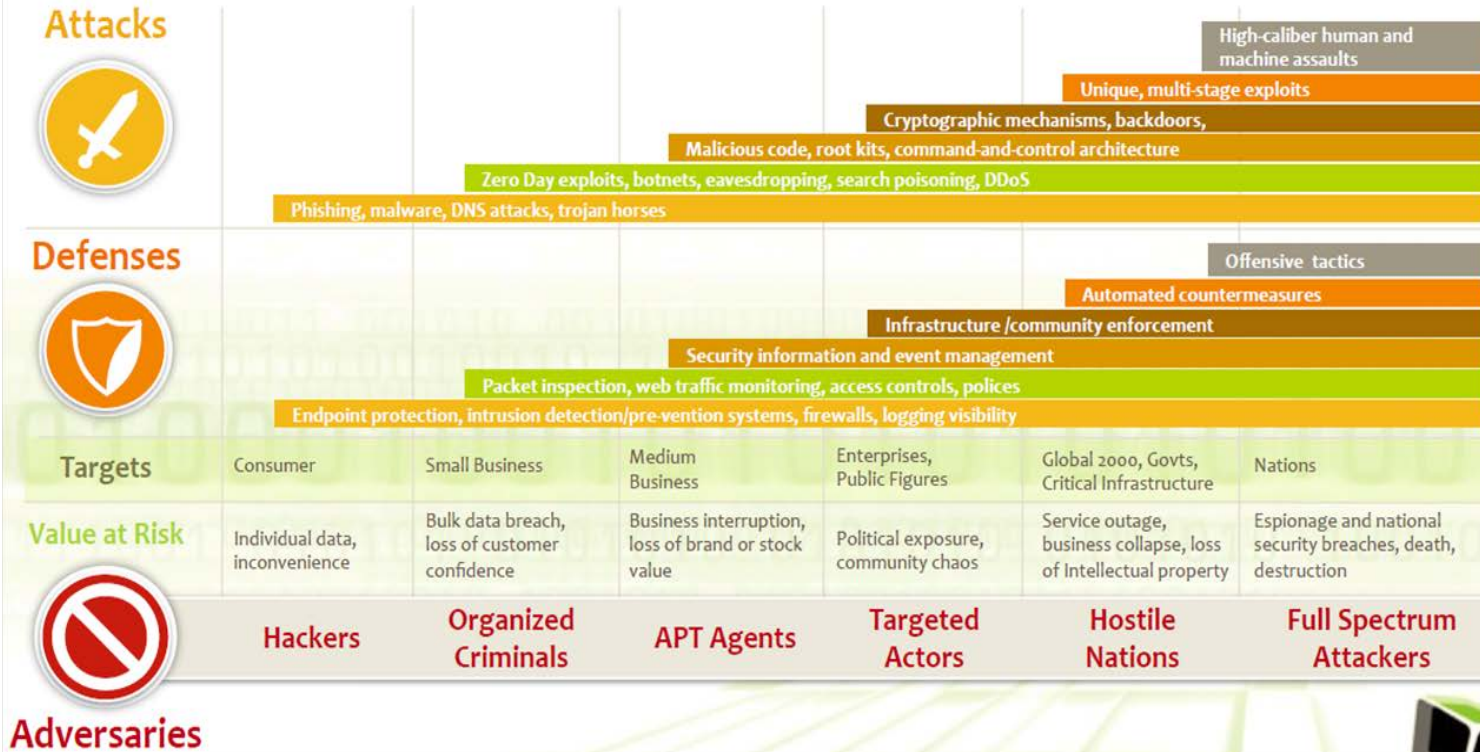 Attacks
High-caliber human and
machine assaults
Unique, multi-stage exploits
Cryptographic mechanisms, backdoors,
Malicious code, root kits, command-and-control architecture
Zero Day exploits, botnets, eavesdropping, search poisoning, DDoS
Phishing, malware, DNS attacks, trojan horses
Defenses
Offensive tactics
Automated countermeasures
Infrastructure /community enforcement
Security information and event management
Packet inspection, web traffic monitoring, access controls, polices
Endpoint protection, intrusion detection/pre-vention systems, firewalls, logging visibility
Targets
Consumer
Small Business
Medium
Business
Enterprises,
Public Figures
Global 2000, Govts,
Critical Infrastructure
Nations
Value at Risk
Individual data,
inconvenience
Bulk data breach,
loss of customer
confidence
Business interruption,
loss of brand or stock
value
Political exposure,
community chaos
Service outage,
business collapse, loss
of Intellectual property
Espionage and national
security breaches, death,
destruction
Hackers
Organized
Criminals
APT Agents
Targeted
Actors
Hostile
Nations
Full Spectrum
Attackers
Adversaries